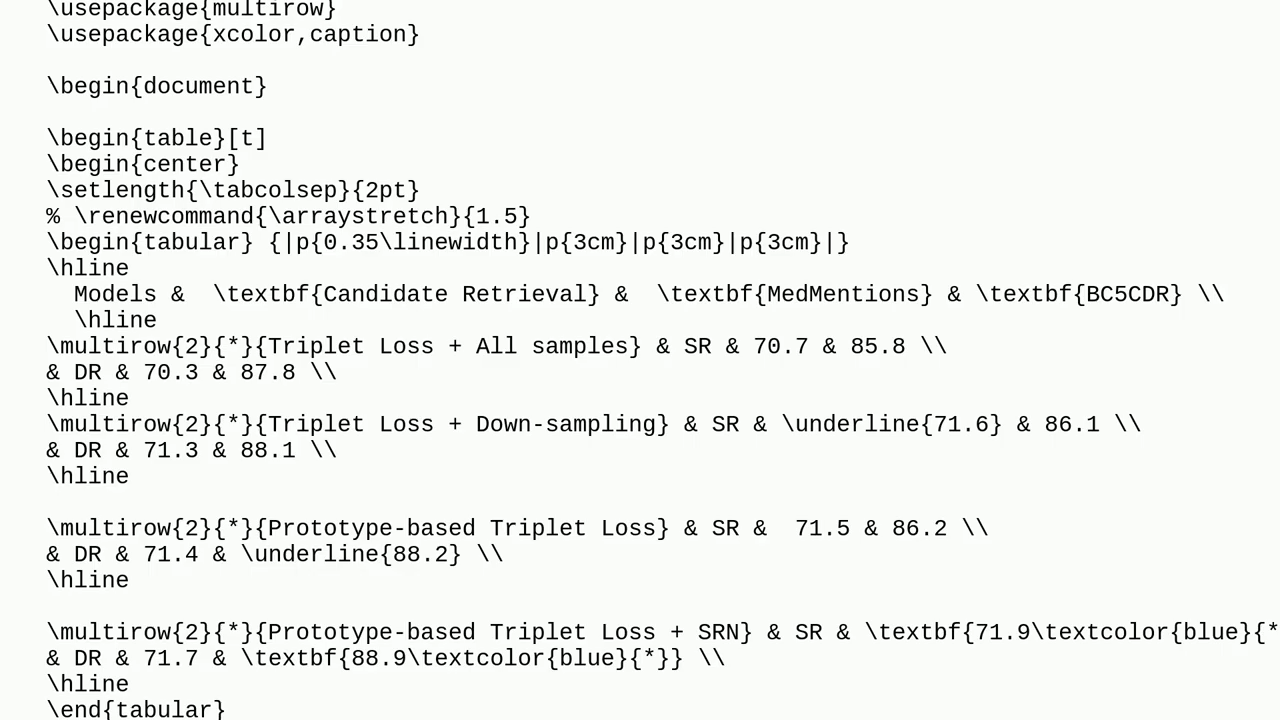 \usepackage{multirow}
\usepackage{xcolor,caption}
\begin{document}
\begin{table}[t]
\begin{center}
\setlength{\tabcolsep}{2pt}
% \renewcommand{\arraystretch}{1.5}
\begin{tabular} {|p{0.35\linewidth}|p{3cm}|p{3cm}|p{3cm}|}
\hline
Models &  \textbf{Candidate Retrieval} &  \textbf{MedMentions} & \textbf{BC5CDR} \\
\hline
\multirow{2}{*}{Triplet Loss + All samples} & SR & 70.7 & 85.8 \\
& DR & 70.3 & 87.8 \\
\hline
\multirow{2}{*}{Triplet Loss + Down-sampling} & SR & \underline{71.6} & 86.1 \\
& DR & 71.3 & 88.1 \\
\hline
\multirow{2}{*}{Prototype-based Triplet Loss} & SR &  71.5 & 86.2 \\
& DR & 71.4 & \underline{88.2} \\
\hline
\multirow{2}{*}{Prototype-based Triplet Loss + SRN} & SR & \textbf{71.9\textcolor{blue}{*
& DR & 71.7 & \textbf{88.9\textcolor{blue}{*}} \\
\hline
\end{tabular}